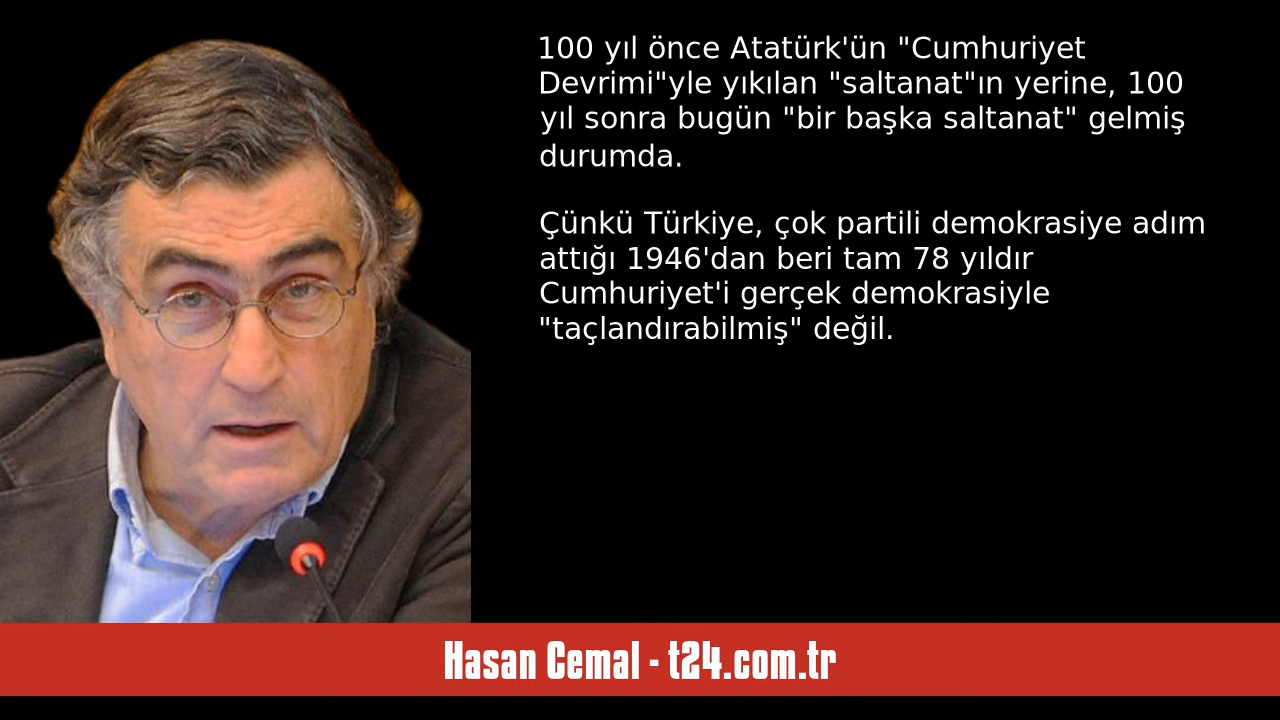 100 yıl önce Atatürk'ün "Cumhuriyet
Devrimi"yle yıkılan "saltanat"ın yerine, 100
yıl sonra bugün "bir başka saltanat" gelmiş
durumda.
Çünkü Türkiye, çok partili demokrasiye adım
attığı 1946'dan beri tam 78 yıldır
Cumhuriyet'i gerçek demokrasiyle
"taçlandırabilmiş" değil.
Hasan Cemal - t24.com.tr